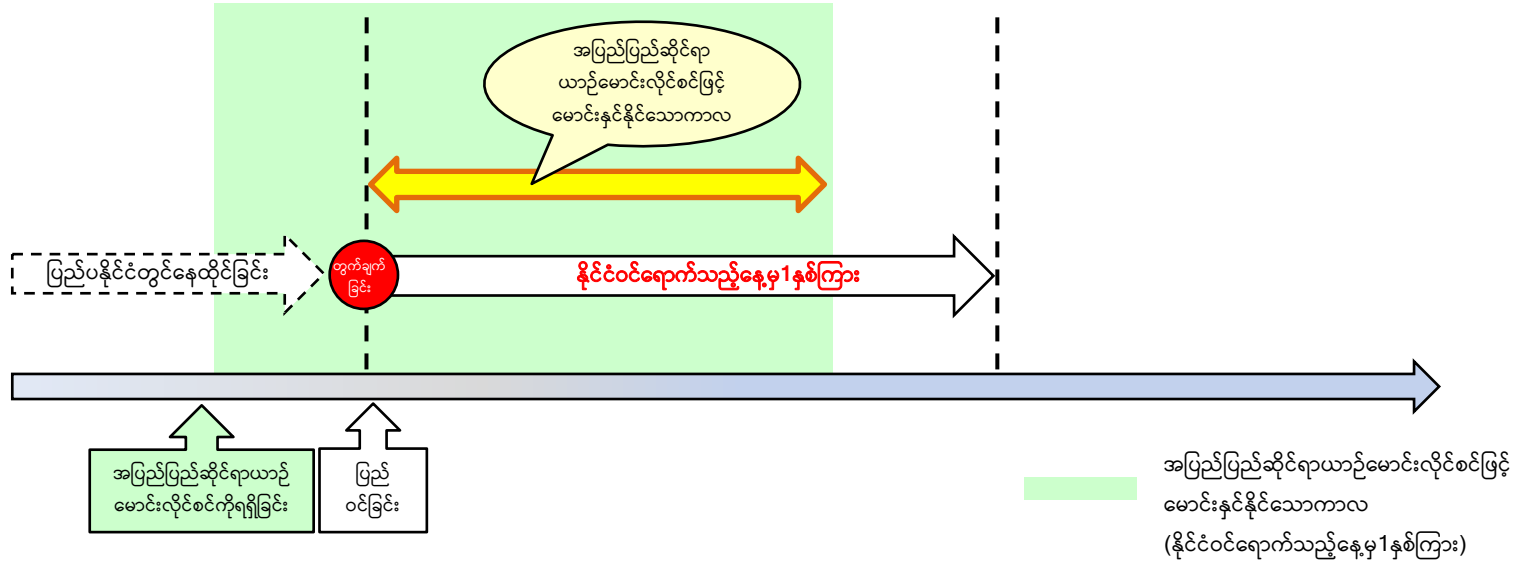 အပြည်ပြည်ဆိုင်ရာ
ယာဉ်မောင်းလိုင်စင်ဖြင့်
မောင်းနှင်နိုင်သောကာလ
ပြည်ပနိုင်ငံတွင်နေထိုင်ခြင်း
တွက်ချက်
ခြင်း
နိုင်ငံဝင်ရောက်သည့်နေ့မှ1နှစ်ကြား
အပြည်ပြည်ဆိုင်ရာယာဉ်
မောင်းလိုင်စင်ကိုရရှိခြင်း
ပြည်
ဝင်ခြင်း
အပြည်ပြည်ဆိုင်ရာယာဉ်မောင်းလိုင်စင်ဖြင့်
မောင်းနှင်နိုင်သောကာလ
(နိုင်ငံဝင်ရောက်သည့်နေ့မှ1နှစ်ကြား)